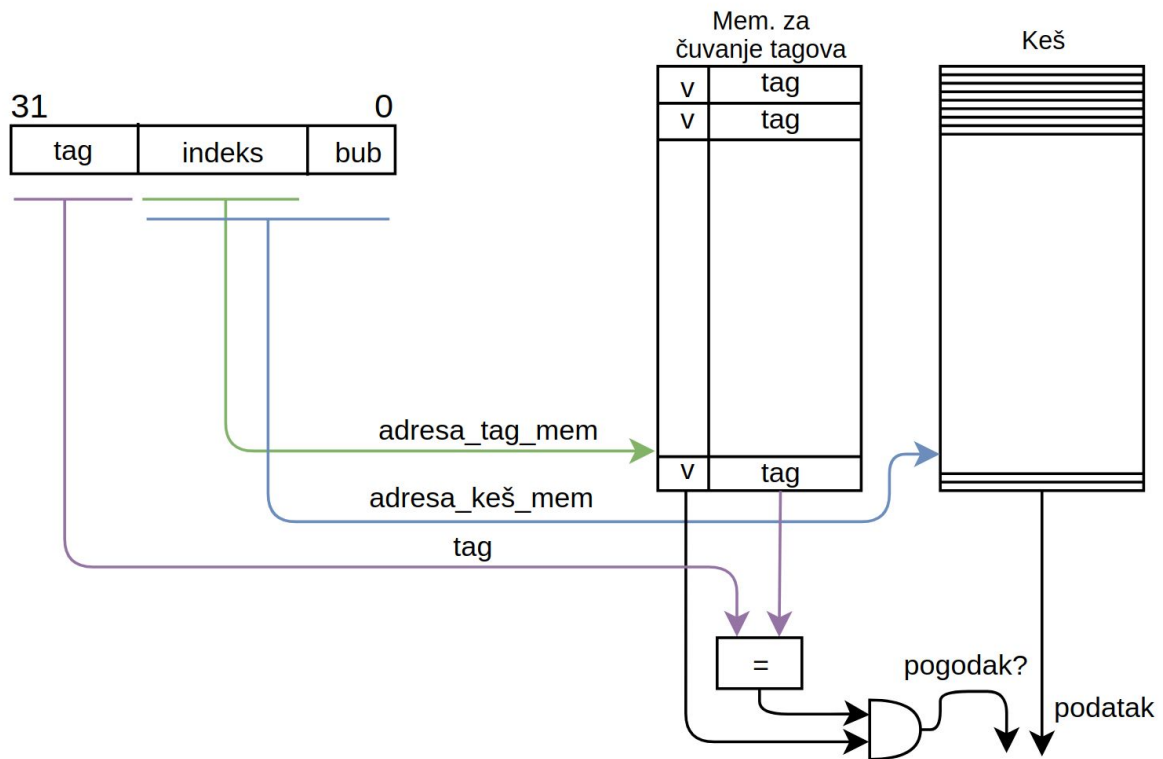 Mem. za
čuvanje tagova
Keš
31
0
tag
indeks
bub
v
tag
v
tag
adresa_tag_mem
v
tag
adresa_keš_mem
tag
=
pogodak?
podatak